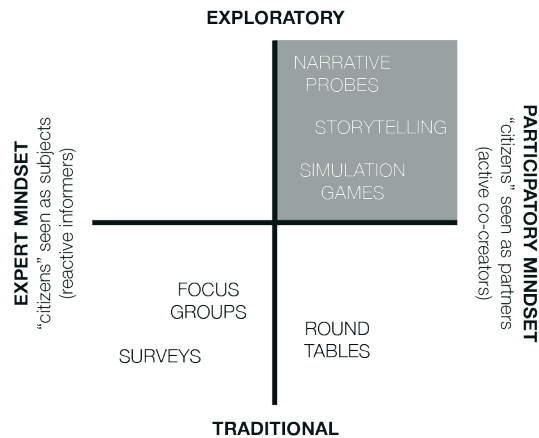 EXPLORATORY
NARRATIVE
PROBES
STORYTELLING
SIMULATION
GAMES
EXPERT MINDSET
"citizens" seen as subjects
(reactive informers)
PARTICIPATORY MINDSET
"citizens" seen as partners
(active co-creators)
FOCUS
GROUPS
SURVEYS
ROUND
TABLES
TRADITIONAL